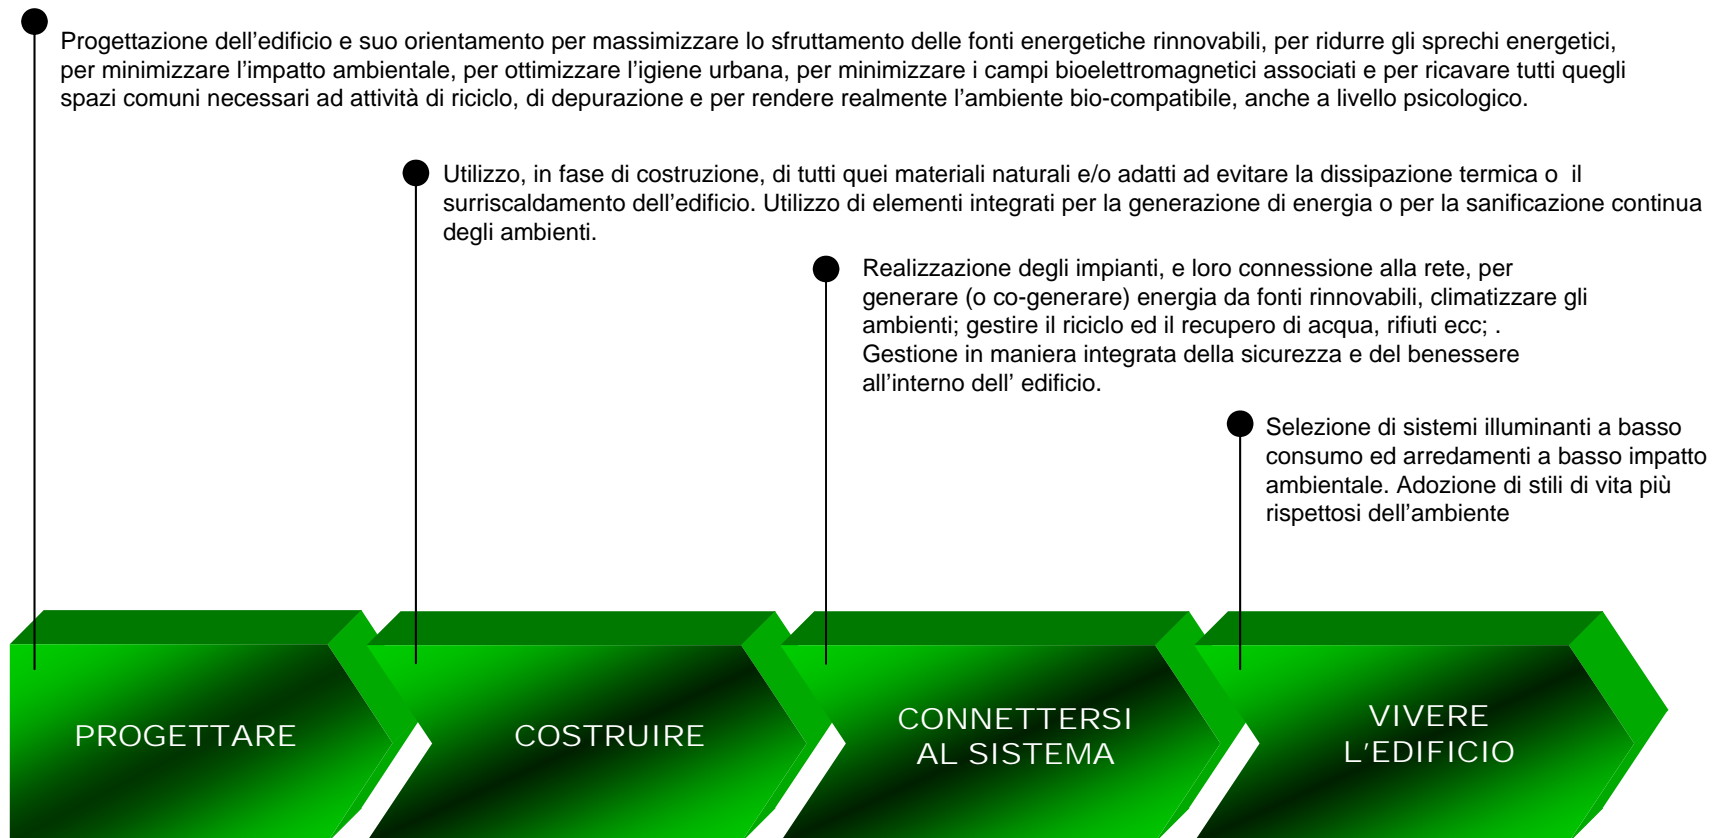 Progettazione dell’edificio e suo orientamento per massimizzare lo sfruttamento delle fonti energetiche rinnovabili, per ridurre gli sprechi energetici,
per minimizzare l’impatto ambientale, per ottimizzare l’igiene urbana, per minimizzare i campi bioelettromagnetici associati e per ricavare tutti quegli
spazi comuni necessari ad attività di riciclo, di depurazione e per rendere realmente l’ambiente bio-compatibile, anche a livello psicologico.
Utilizzo, in fase di costruzione, di tutti quei materiali naturali e/o adatti ad evitare la dissipazione termica o  il
surriscaldamento dell’edificio. Utilizzo di elementi integrati per la generazione di energia o per la sanificazione continua
degli ambienti.
Realizzazione degli impianti, e loro connessione alla rete, per
generare (o co-generare) energia da fonti rinnovabili, climatizzare gli
ambienti; gestire il riciclo ed il recupero di acqua, rifiuti ecc; .
Gestione in maniera integrata della sicurezza e del benessere
all’interno dell’ edificio.
Selezione di sistemi illuminanti a basso
consumo ed arredamenti a basso impatto
ambientale. Adozione di stili di vita più
rispettosi dell’ambiente
PROGETTARE
COSTRUIRE
CONNETTERSI
AL SISTEMA
VIVERE
L’EDIFICIO